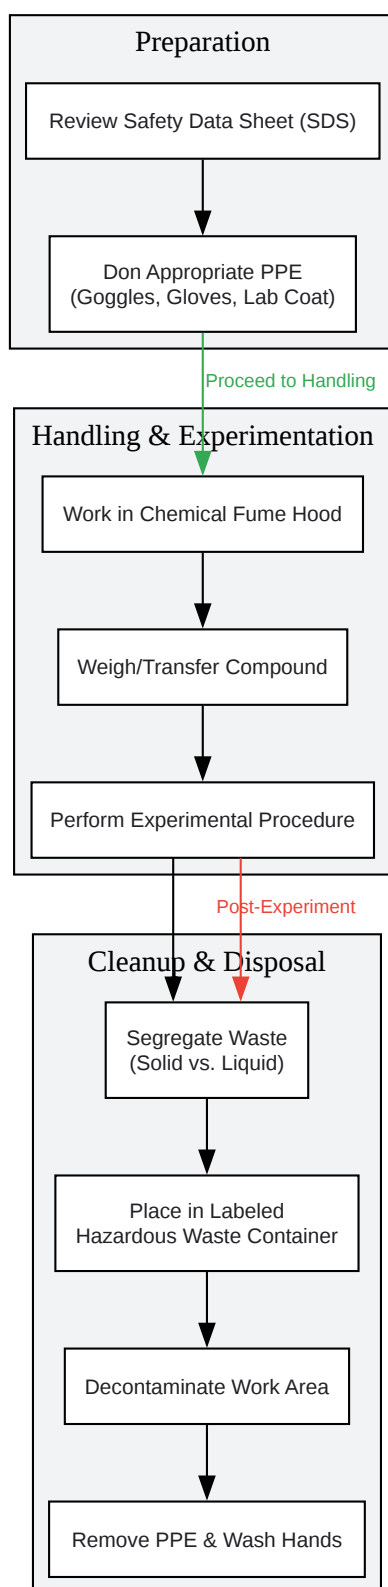 Preparation
Review Safety Data Sheet (SDS)
Don Appropriate PPE
(Goggles, Gloves, Lab Coat)
Proceed to Handling
Handling & Experimentation
Work in Chemical Fume Hood
Weigh/Transfer Compound
Perform Experimental Procedure
Post-Experiment
Cleanup & Disposal
Segregate Waste
(Solid vs. Liquid)
Place in Labeled
Hazardous Waste Container
Decontaminate Work Area
Remove PPE & Wash Hands